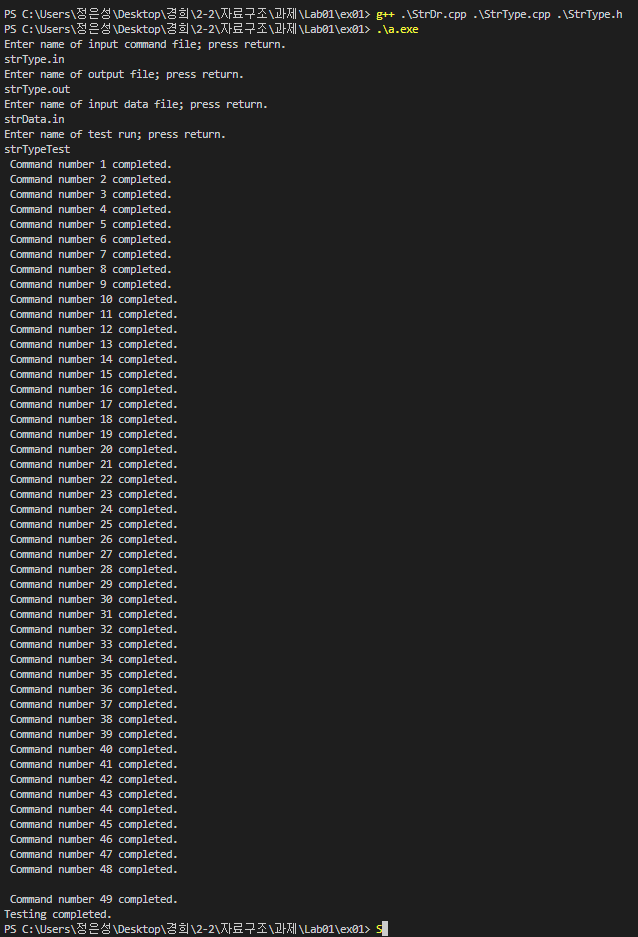 PS C:\Users\정은성\Desktop\경희\2-2\자료구조\과제\Lab01\ex01> g++ .\StrDr.cpp .\StrType.cpp .\StrType.h
PS C:\Users\정은성\Desktop\경희\2-2\자료구조\과제\Lab01\ex01> .\a.exe
Enter name of input command file; press return.
strType.in
Enter name of output file; press return.
strType.out
Enter name of input data file; press return.
strData.in
Enter name of test run; press return.
strTypeTest
 Command number 1 completed.
 Command number 2 completed.
 Command number 3 completed.
 Command number 4 completed.
 Command number 5 completed.
 Command number 6 completed.
 Command number 7 completed.
 Command number 8 completed.
 Command number 9 completed.
 Command number 10 completed.
 Command number 11 completed.
 Command number 12 completed.
 Command number 13 completed.
 Command number 14 completed.
 Command number 15 completed.
 Command number 16 completed.
 Command number 17 completed.
 Command number 18 completed.
 Command number 19 completed.
 Command number 20 completed.
 Command number 21 completed.
 Command number 22 completed.
 Command number 23 completed.
 Command number 24 completed.
 Command number 25 completed.
 Command number 26 completed.
 Command number 27 completed.
 Command number 28 completed.
 Command number 29 completed.
 Command number 30 completed.
 Command number 31 completed.
 Command number 32 completed.
 Command number 33 completed.
 Command number 34 completed.
 Command number 35 completed.
 Command number 36 completed.
 Command number 37 completed.
 Command number 38 completed.
 Command number 39 completed.
 Command number 40 completed.
 Command number 41 completed.
 Command number 42 completed.
 Command number 43 completed.
 Command number 44 completed.
 Command number 45 completed.
 Command number 46 completed.
 Command number 47 completed.
 Command number 48 completed.

 Command number 49 completed.
Testing completed.
PS C:\Users\정은성\Desktop\경희\2-2\자료구조\과제\Lab01\ex01> S